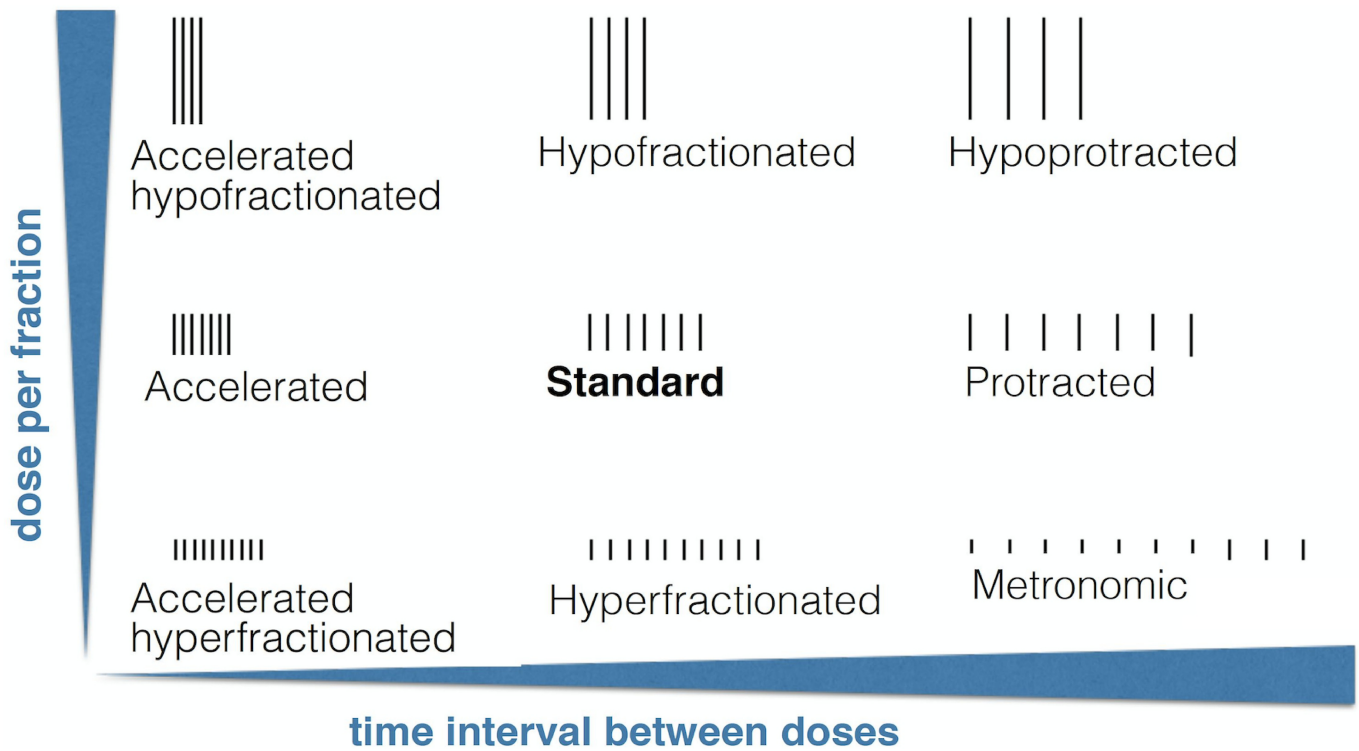 Accelerated
hypofractionated
Hypofractionated
Hypoprotracted
dose per fraction
Accelerated
Standard
Protracted
Accelerated
hyperfractionated
Hyperfractionated
Metronomic
time interval between doses